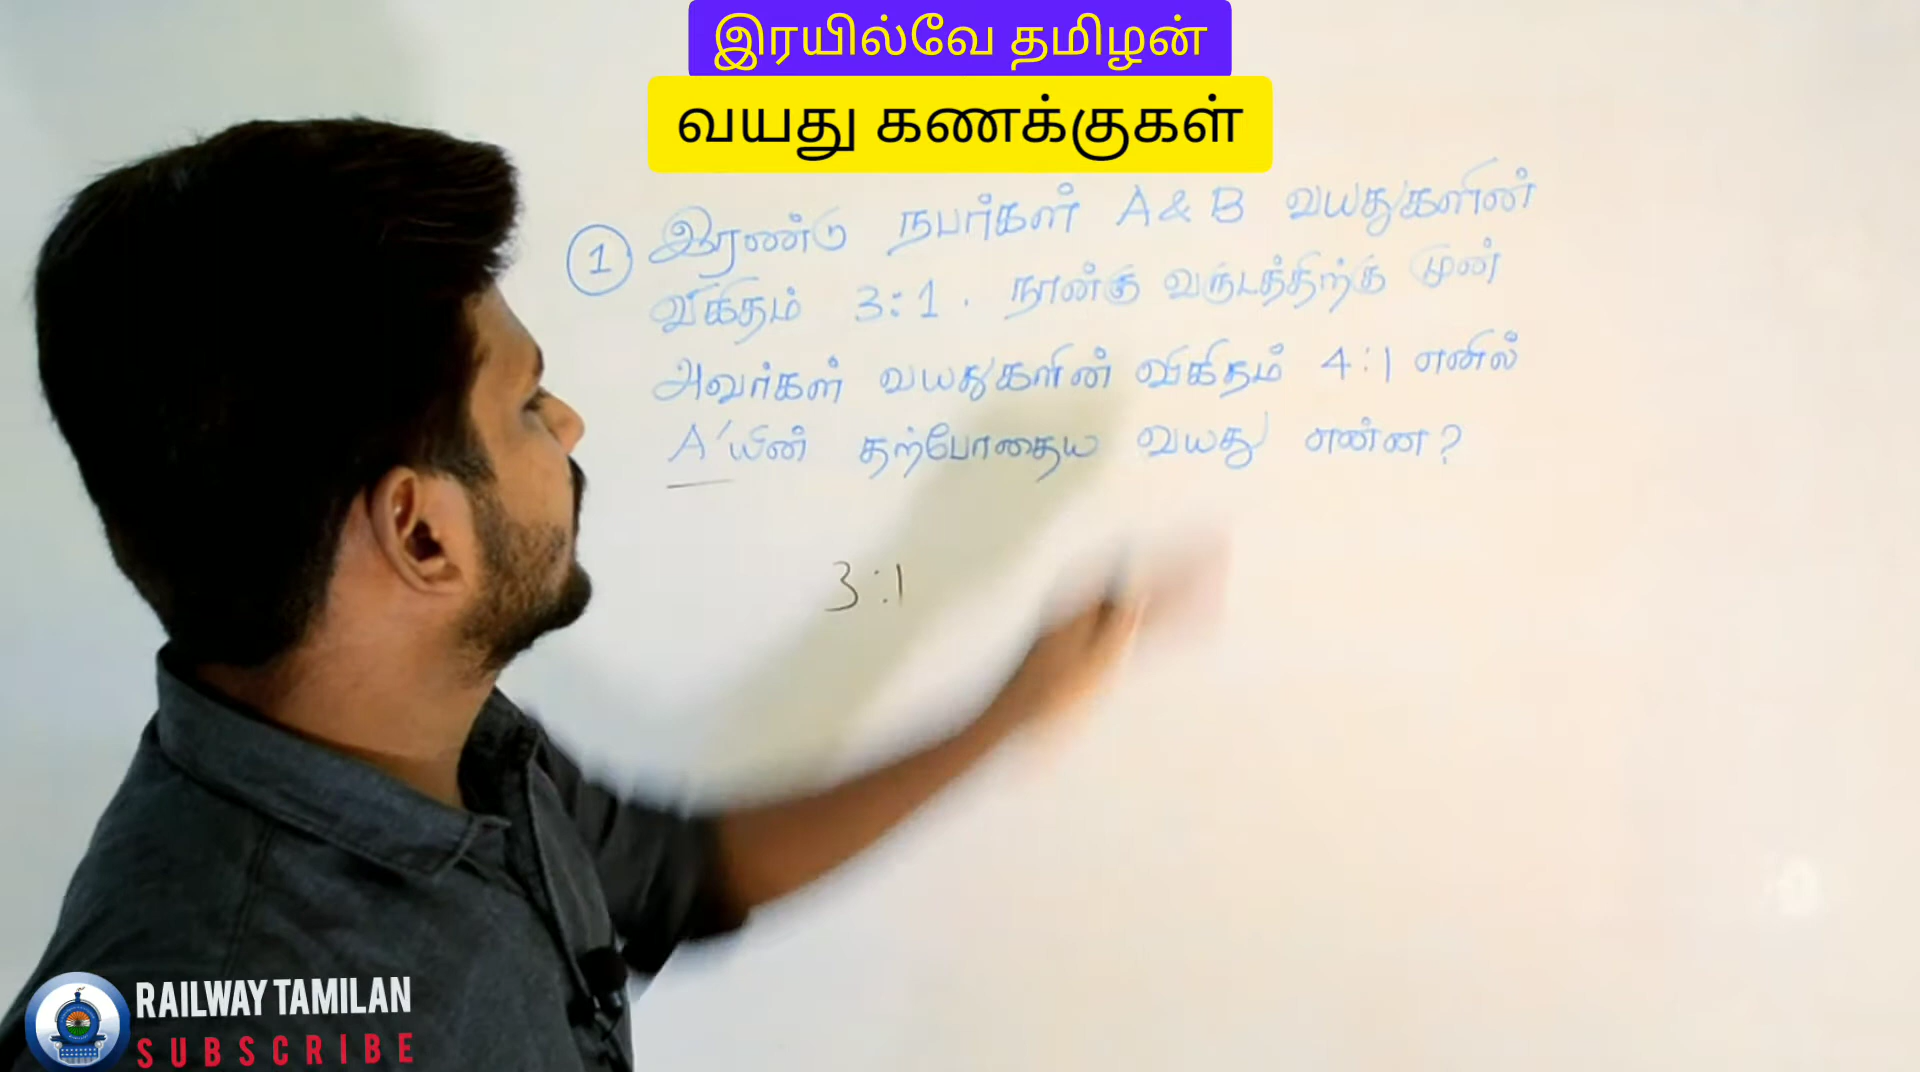 இரயில்வே தமிழன்
வயது கணக்குகள்
1 இரண்டு நபர்கள் A & B வயதுகளின்
விகிதம் 3:1. நான்கு வருடத்திற்கு முன்
அவர்கள் வயதுகளின் விகிதம் 4:1 எனில்
A'யின் தற்போதைய வயது என்ன?
3:1
RAILWAY TAMILAN
SUBSCRIBE